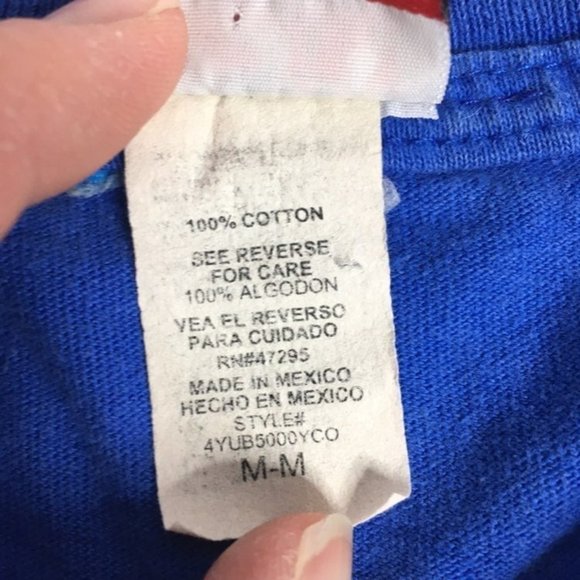 100% COTTON
SEE REVERSE
FOR CARE
100% ALGODON
VEA EL REVERSO
PARA CUIDADO
RN#47295
MADE IN MEXICO
HECHO EN MEXICO
STYLE#
4YUB5000YCO
M-M